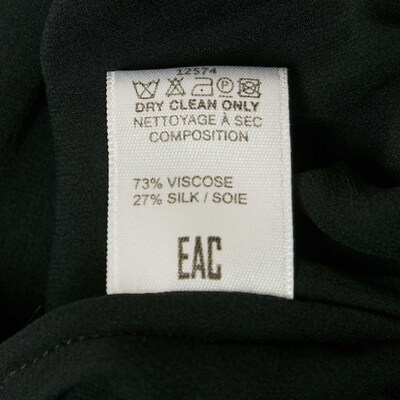 12574
DRY CLEAN ONLY
NETTOYAGE À SEC
COMPOSITION
73% VISCOSE
27% SILK / SOIE
EAC